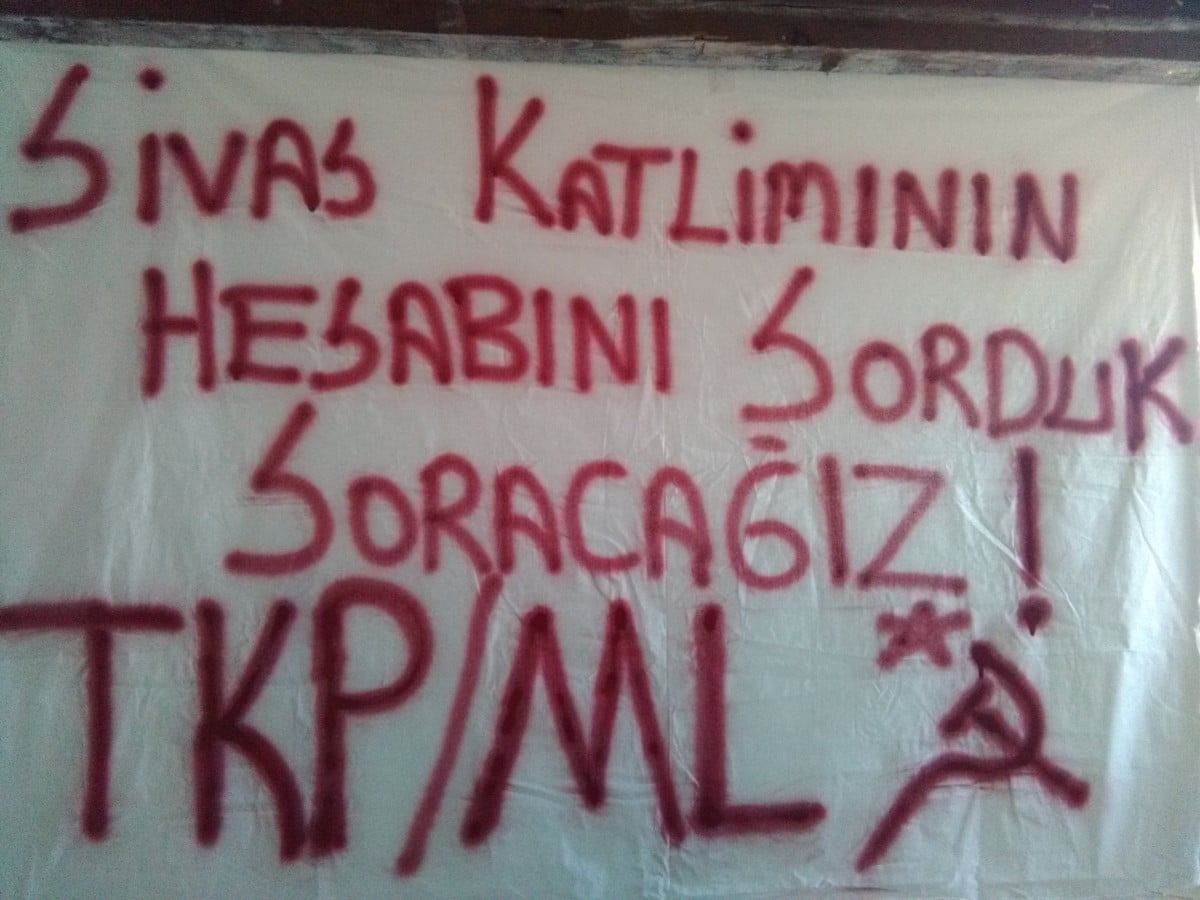 SiVAS KATLiMININ
HESABINI SORDUK
SORACAĞIZ !
TKP/ML